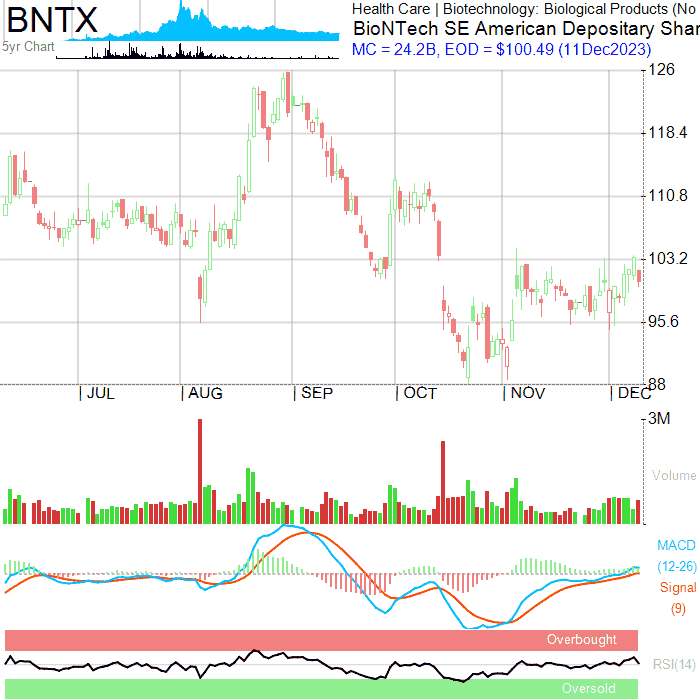 BNTX
5yr Chart
Health Care | Biotechnology: Biological Products (No
BioNTech SE American Depositary Shar
MC = 24.2B, EOD = $100.49 (11Dec2023)
126
118.4
110.8
103.2
95.6
88
| JUL | AUG | SEP | OCT | NOV | DEC
3M
Volume
MACD
(12-26)
Signal
(9)
Overbought
RSI(14)
Oversold